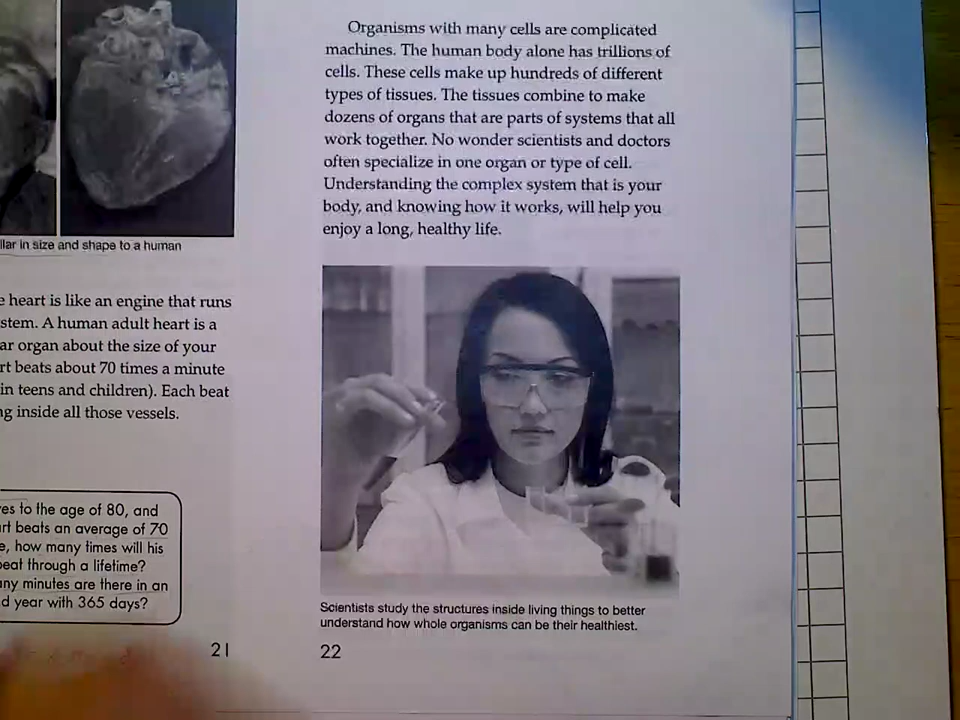 llar in size and shape to a human
e heart is like an engine that runs
stem. A human adult heart is a
ar organ about the size of your
rt beats about 70 times a minute
in teens and children). Each beat
ng inside all those vessels.
es to the age of 80, and
rt beats an average of 70
e, how many times will his
beat through a lifetime?
ny minutes are there in an
d year with 365 days?
21
Organisms with many cells are complicated
machines. The human body alone has trillions of
cells. These cells make up hundreds of different
types of tissues. The tissues combine to make
dozens of organs that are parts of systems that all
work together. No wonder scientists and doctors
often specialize in one organ or type of cell.
Understanding the complex system that is your
body, and knowing how it works, will help you
enjoy a long, healthy life.
Scientists study the structures inside living things to better
understand how whole organisms can be their healthiest.
22